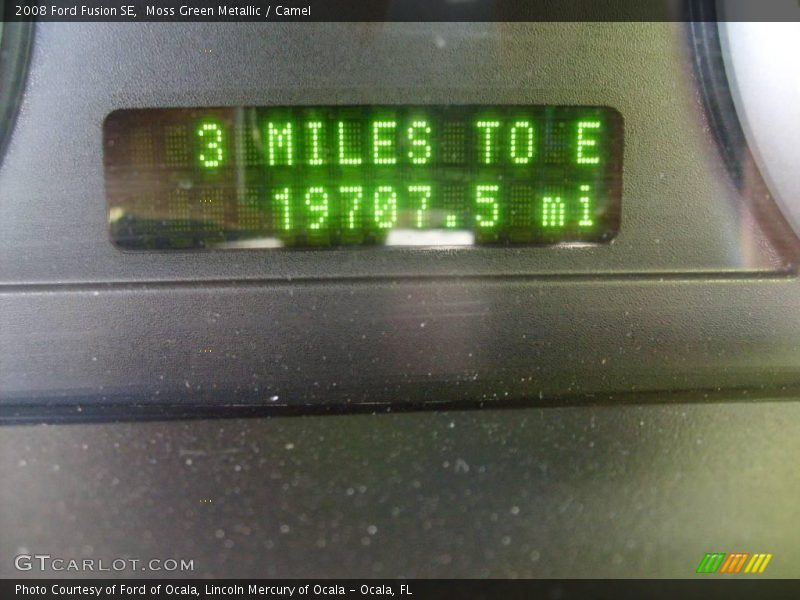 2008 Ford Fusion SE,  Moss Green Metallic / Camel
3 MILES TO E
19707.5 mi
GTCARLOT.COM
Photo Courtesy of Ford of Ocala, Lincoln Mercury of Ocala - Ocala, FL